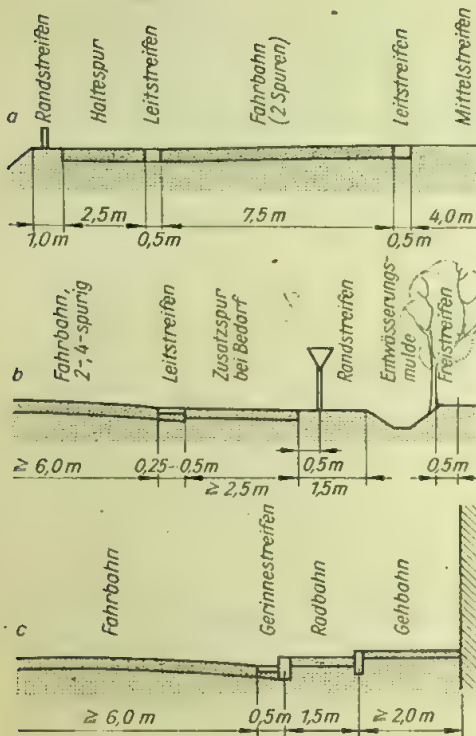 a
Randstreifen
Haltespur
Leitstreifen
Fahrbahn
(2 Spuren)
Leitstreifen
Mittelstreifen
1,0m
2,5m
0,5m
7,5m
0,5m
4,0m
b
Fahrbahn,
2-,4-spurig
Leitstreifen
Zusatzspur
bei Bedarf
Randstreifen
Entwässerungs-
mulde
Freistreifen
≥ 6,0m
0,25-0,5m
≥ 2,5m
0,5m
1,5m
0,5m
c
Fahrbahn
Gerinnestreifen
Radbahn
Gehbahn
≥ 6,0m
0,5m
1,5m
≥ 2,0m